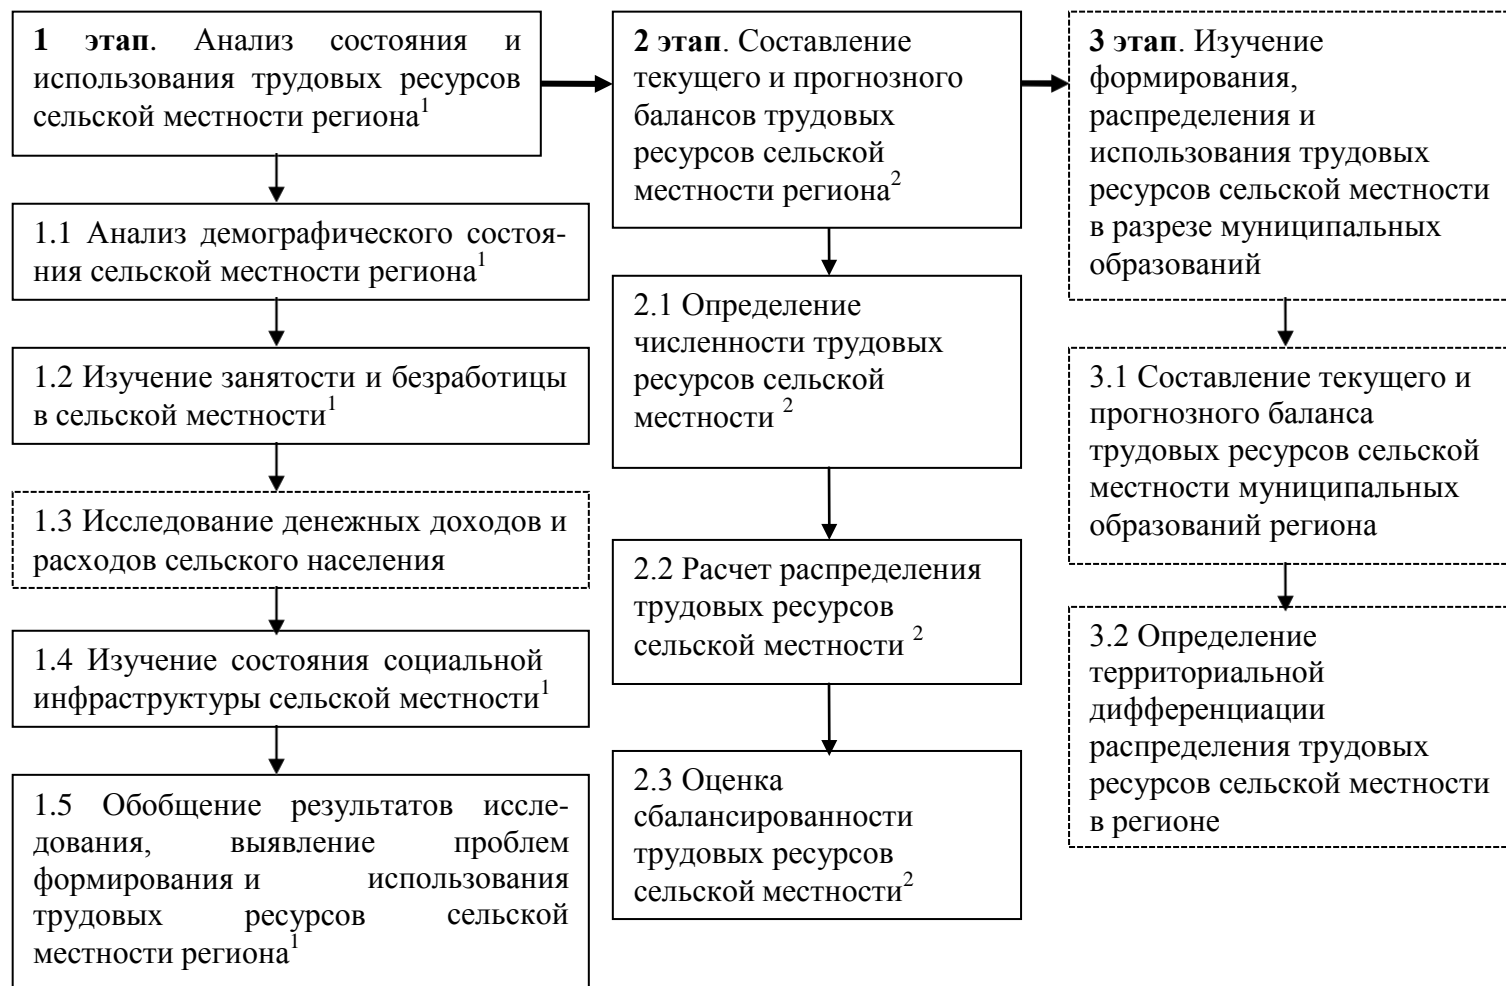 1 этап. Анализ состояния и
использования трудовых ресурсов
сельской местности региона¹
1.1 Анализ демографического состоя-
ния сельской местности региона¹
1.2 Изучение занятости и безработицы
в сельской местности¹
1.3 Исследование денежных доходов и
расходов сельского населения
1.4 Изучение состояния социальной
инфраструктуры сельской местности¹
1.5 Обобщение результатов иссле-
дования, выявление проблем
формирования и использования
трудовых ресурсов сельской
местности региона¹
2 этап. Составление
текущего и прогнозного
балансов трудовых
ресурсов сельской
местности региона²
2.1 Определение
численности трудовых
ресурсов сельской
местности ²
2.2 Расчет распределения
трудовых ресурсов
сельской местности ²
2.3 Оценка
сбалансированности
трудовых ресурсов
сельской местности²
3 этап. Изучение
формирования,
распределения и
использования трудовых
ресурсов сельской местности
в разрезе муниципальных
образований
3.1 Составление текущего и
прогнозного баланса
трудовых ресурсов сельской
местности муниципальных
образований региона
3.2 Определение
территориальной
дифференциации
распределения трудовых
ресурсов сельской местности
в регионе